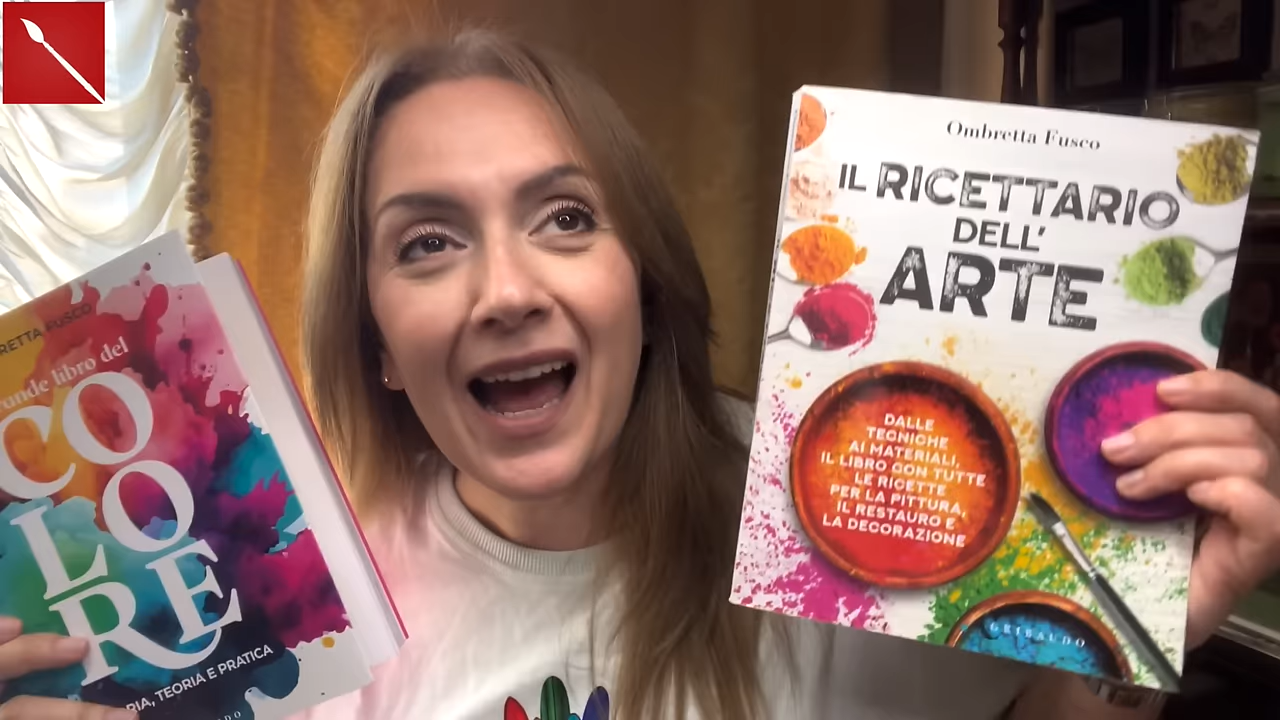 RETTA FUSCO
rande libro del
CO
LO
RE
RIA, TEORIA E PRATICA
Ombretta Fusco
IL RICETTARIO
DELL'
ARTE
DALLE
TECNICHE
AI MATERIALI,
IL LIBRO CON TUTTE
LE RICETTE
PER LA PITTURA,
IL RESTAURO E
LA DECORAZIONE
GRIBAUDO